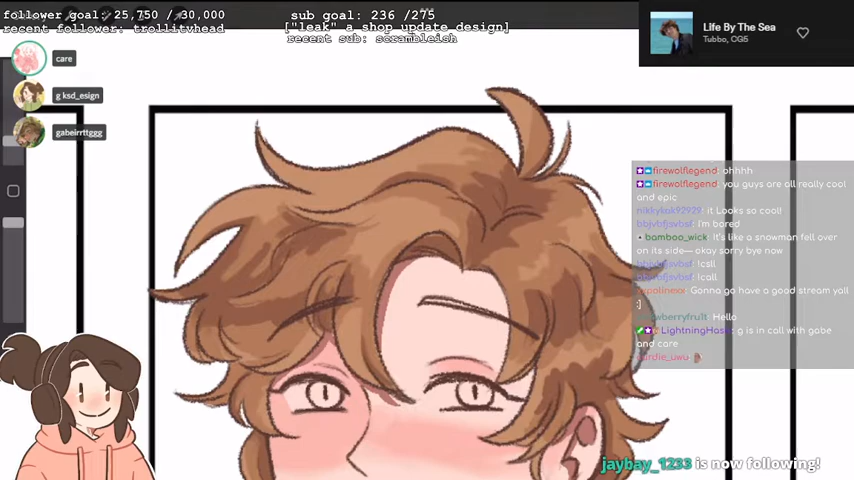 follower goal: 25,750 / 30,000
recent follower: trollitvhead
sub goal: 236 /275
["leak" a shop update design]
recent sub: scrambleish
Life By The Sea
Tubbo, CG5
care
g ksd_esign
gabeirrttggg
firewolflegend: ohhhh
firewolflegend: you guys are all really cool
and epic
nikkykok92929: it Looks so cool!
I'm bored
bamboo_wick: It's like a snowman fell over
on its side— okay sorry bye now
lcsll
lcall
Gonna go have a good stream yall
:]
Hello
LightningHask: g is in call with gabe
and care
jaybay_1233 is now following!